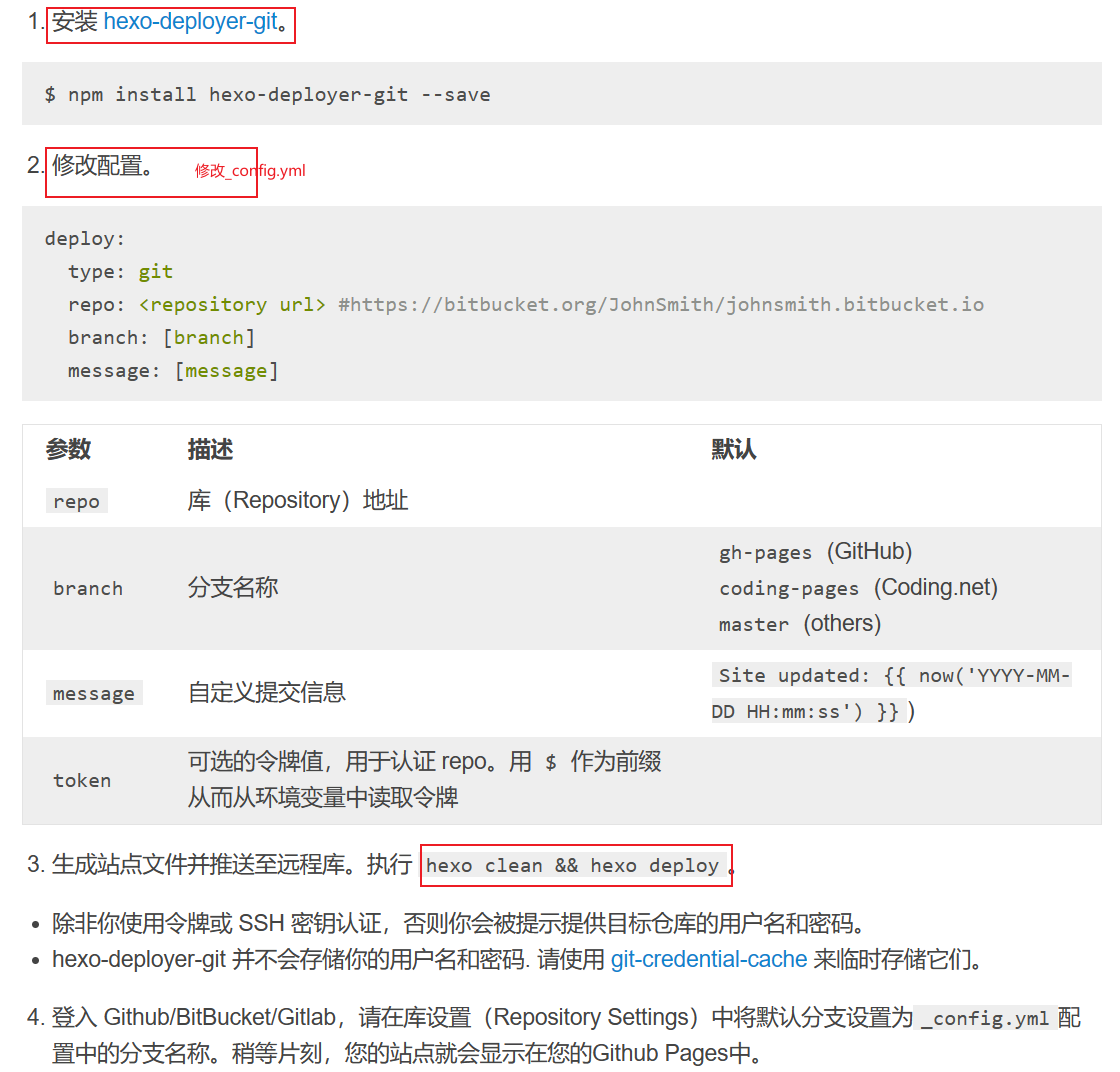 1. 安装 hexo-deployer-git。
$ npm install hexo-deployer-git --save
2. 修改配置。 修改_config.yml
deploy:
  type: git
  repo: <repository url> #https://bitbucket.org/JohnSmith/johnsmith.bitbucket.io
  branch: [branch]
  message: [message]
参数 描述 默认
repo 库（Repository）地址
branch 分支名称 gh-pages (GitHub)
coding-pages (Coding.net)
master (others)
message 自定义提交信息 Site updated: {{ now('YYYY-MM-
DD HH:mm:ss') }})
token 可选的令牌值，用于认证 repo。用 $ 作为前缀
从而从环境变量中读取令牌
3. 生成站点文件并推送至远程库。执行 hexo clean && hexo deploy。
• 除非你使用令牌或 SSH 密钥认证，否则你会被提示提供目标仓库的用户名和密码。
• hexo-deployer-git 并不会存储你的用户名和密码. 请使用 git-credential-cache 来临时存储它们。
4. 登入 Github/BitBucket/Gitlab，请在库设置（Repository Settings）中将默认分支设置为 _config.yml 配
置中的分支名称。稍等片刻，您的站点就会显示在您的Github Pages中。